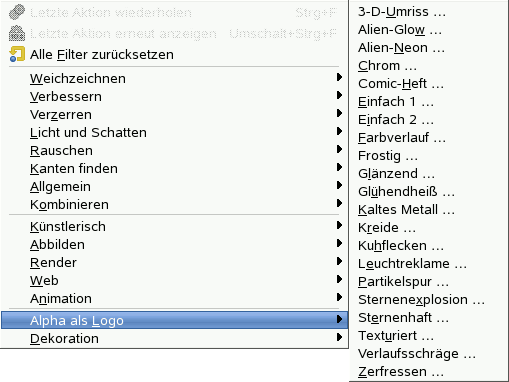 Letzte Aktion wiederholen Strg+F
Letzte Aktion erneut anzeigen Umschalt+Strg+F
Alle Filter zurücksetzen
Weichzeichnen
Verbessern
Verzerren
Licht und Schatten
Rauschen
Kanten finden
Allgemein
Kombinieren
Künstlerisch
Abbilden
Render
Web
Animation
Alpha als Logo
Dekoration
3-D-Umriss ...
Alien-Glow ...
Alien-Neon ...
Chrom ...
Comic-Heft ...
Einfach 1 ...
Einfach 2 ...
Farbverlauf ...
Frostig ...
Glänzend ...
Glühendheiß ...
Kaltes Metall ...
Kreide ...
Kuhflecken ...
Leuchtreklame ...
Partikelspur ...
Sternenexplosion ...
Sternenhaft ...
Texturiert ...
Verlaufsschräge ...
Zerfressen ...